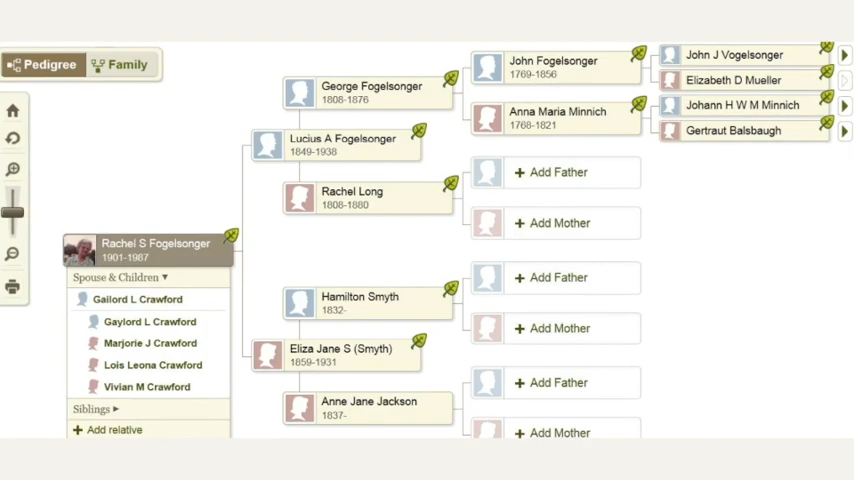 Pedigree
Family
Rachel S Fogelsonger
1901-1987
Spouse & Children
Gailord L Crawford
Gaylord L Crawford
Marjorie J Crawford
Lois Leona Crawford
Vivian M Crawford
Siblings
+ Add relative
Lucius A Fogelsonger
1849-1938
Eliza Jane S (Smyth)
1859-1931
George Fogelsonger
1808-1876
Rachel Long
1808-1880
Hamilton Smyth
1832-
Anne Jane Jackson
1837-
John Fogelsonger
1769-1856
Anna Maria Minnich
1768-1821
+ Add Father
+ Add Mother
+ Add Father
+ Add Mother
+ Add Father
+ Add Mother
John J Vogelsonger
Elizabeth D Mueller
Johann H W M Minnich
Gertraut Balsbaugh